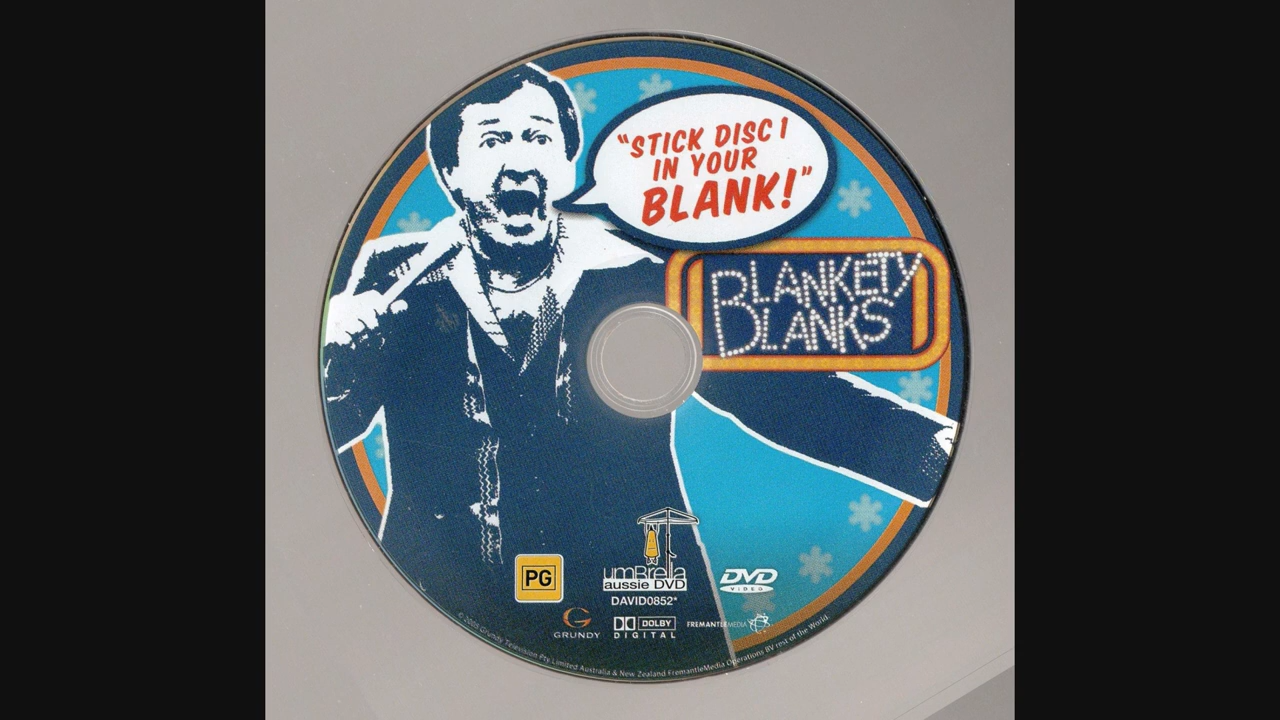 "STICK DISC 1
IN YOUR
BLANK!"
BLANKETY
BLANKS
PG
umbrella
aussie DVD
DVD
VIDEO
DAVID0852*
GRUNDY
DOLBY
DIGITAL
FREMANTLEMEDIA
© 2005 Grundy Television Pty Limited Australia & New Zealand FremantleMedia Operations BV rest of the World.